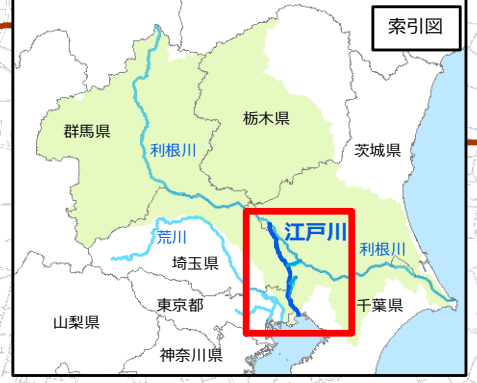 索引図
群馬県
栃木県
利根川
茨城県
荒川
江戸川
利根川
埼玉県
東京都
千葉県
山梨県
神奈川県